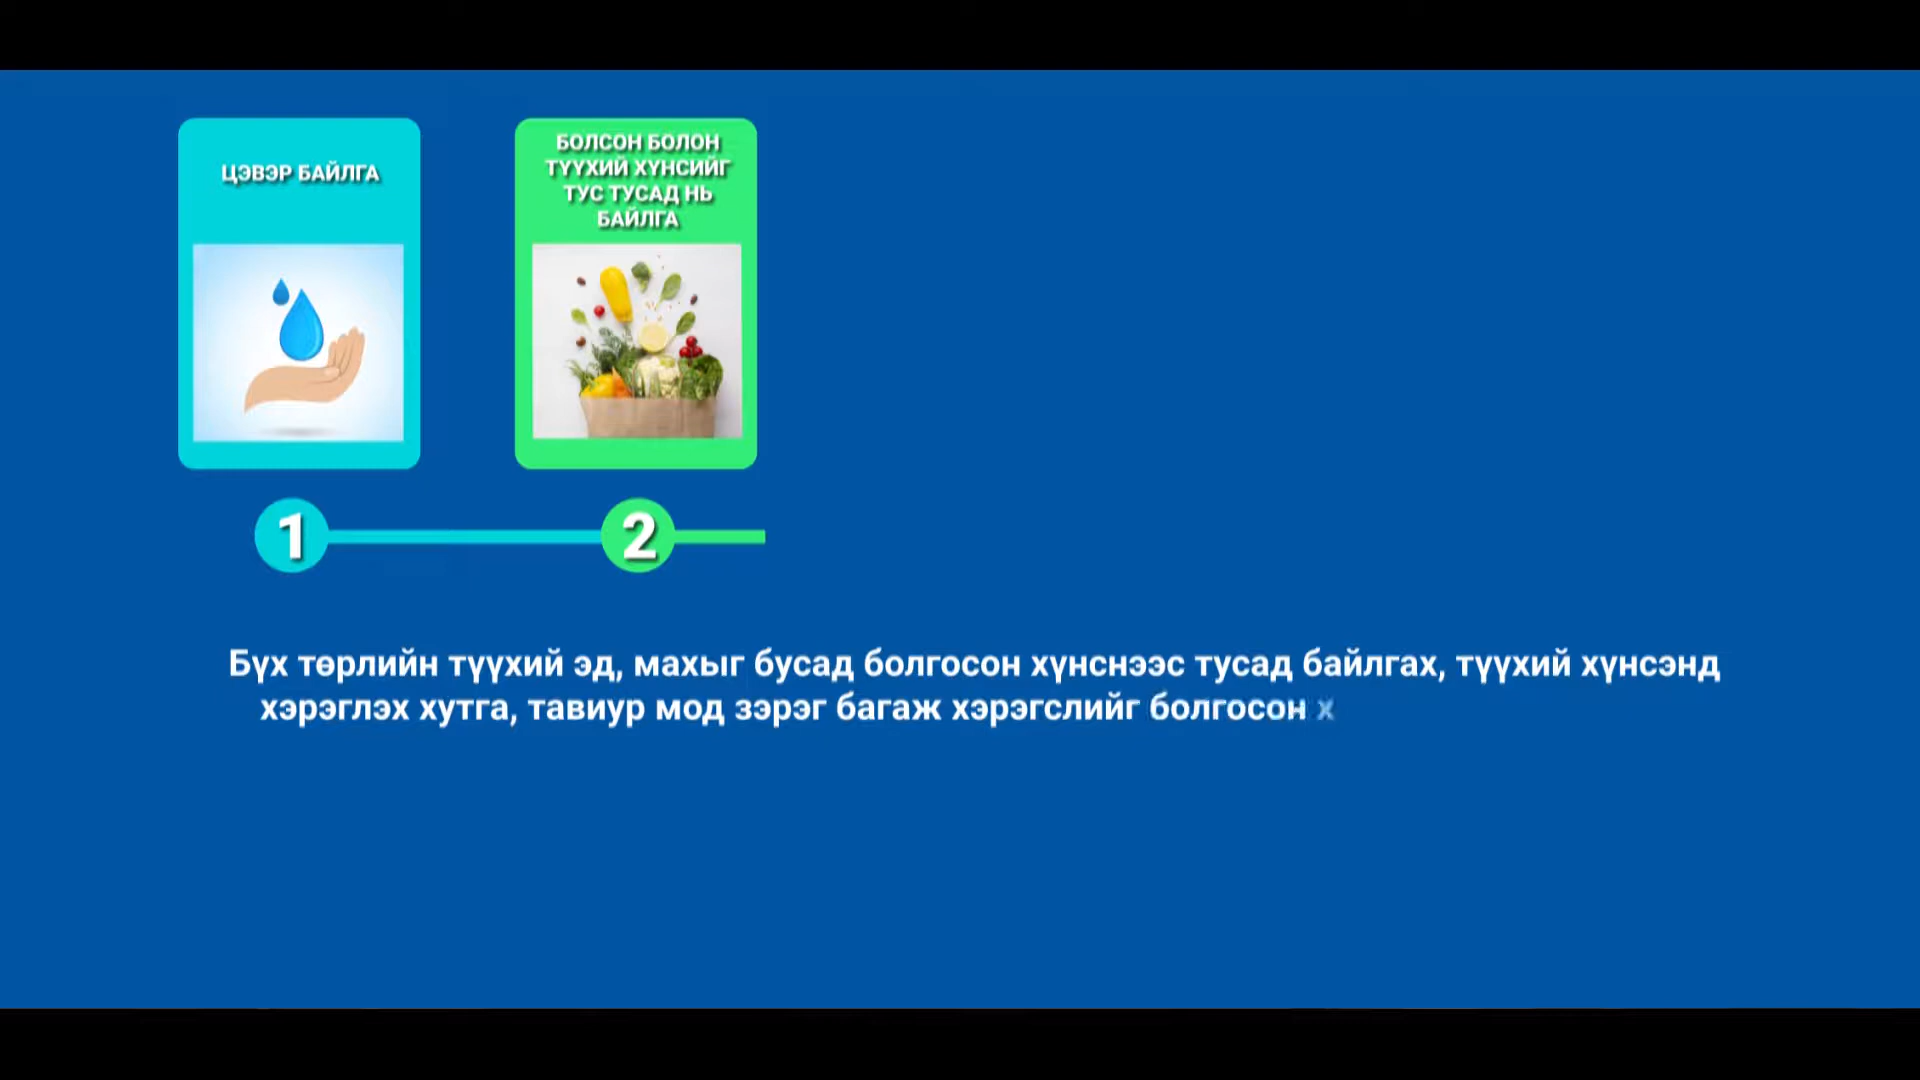 ЦЭВЭР БАЙЛГА
БОЛСОН БОЛОН
ТҮҮХИЙ ХҮНСИЙГ
ТУС ТУСАД НЬ
БАЙЛГА
1
2
Бүх төрлийн түүхий эд, махыг бусад болгосон хүнснээс тусад байлгах, түүхий хүнсэнд
хэрэглэх хутга, тавиур мод зэрэг багаж хэрэгслийг болгосон х